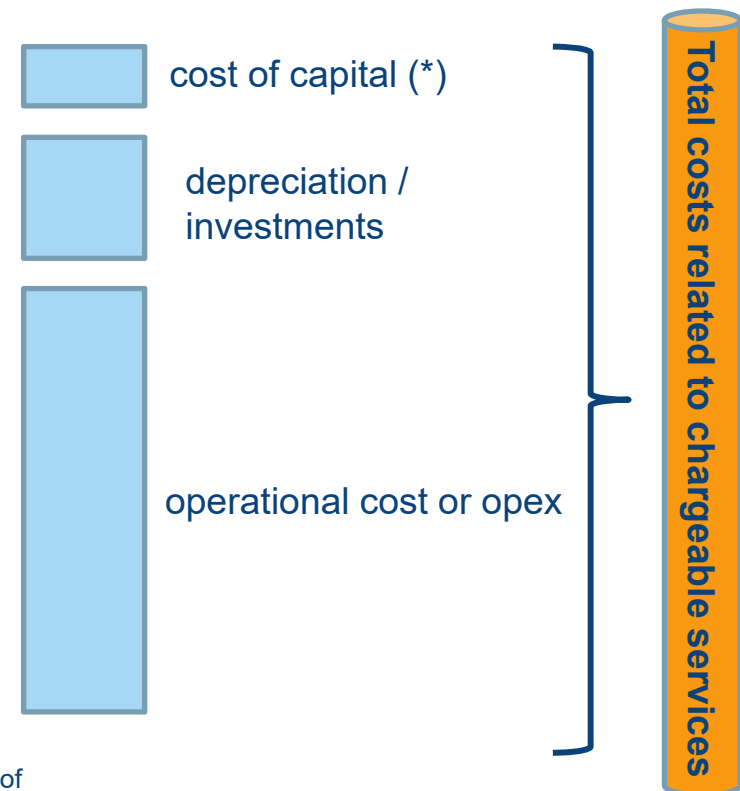 cost of capital (*)
depreciation /
investments
operational cost or opex
Total costs related to chargeable services
of